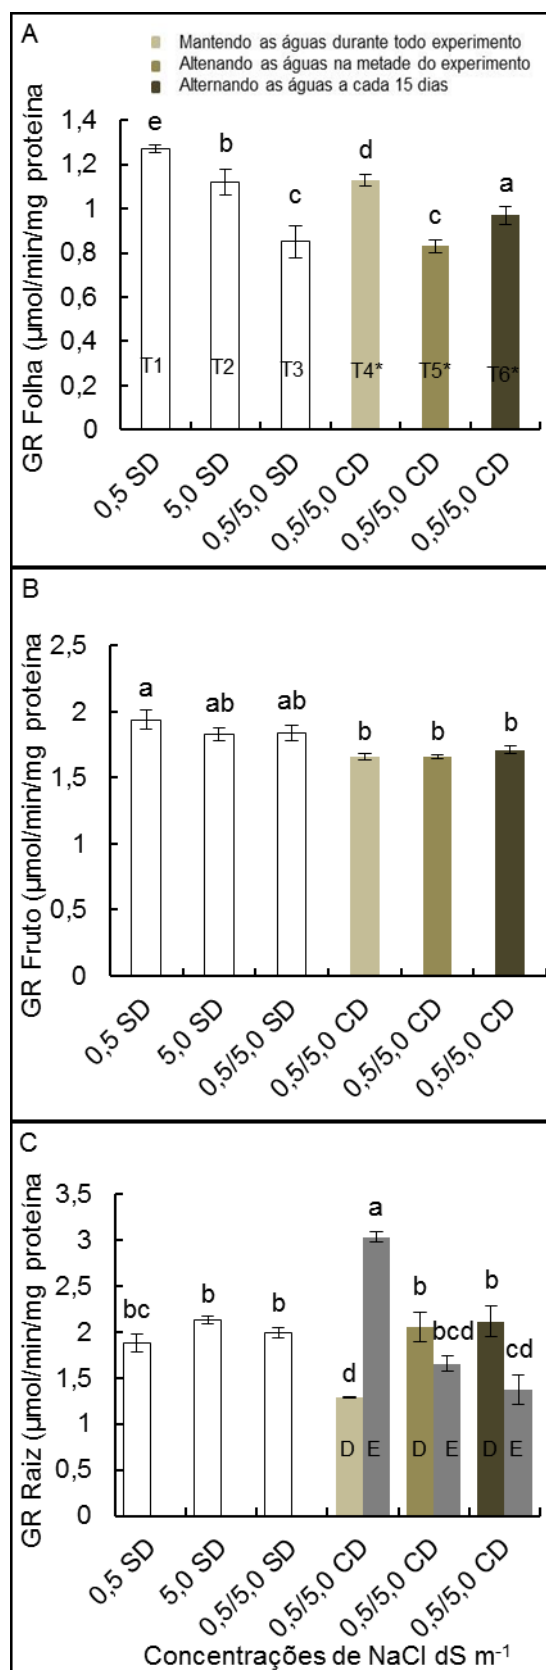 A
Mantendo as águas durante todo experimento
Altenando as águas na metade do experimento
Alternando as águas a cada 15 dias
GR Folha (µmol/min/mg proteína
1,4
1,2
1
0,8
0,6
0,4
0,2
0
e
b
c
d
c
a
T1
T2
T3
T4*
T5*
T6*
0,5 SD
5,0 SD
0,5/5,0 SD
0,5/5,0 CD
0,5/5,0 CD
0,5/5,0 CD
B
GR Fruto (µmol/min/mg proteína
2,5
2
1,5
1
0,5
0
a
ab
ab
b
b
b
0,5 SD
5,0 SD
0,5/5,0 SD
0,5/5,0 CD
0,5/5,0 CD
0,5/5,0 CD
C
GR Raiz (µmol/min/mg proteína
3,5
3
2,5
2
1,5
1
0,5
0
bc
b
b
d
a
b
bcd
b
cd
D
E
D
E
D
E
0,5 SD
5,0 SD
0,5/5,0 SD
0,5/5,0 CD
0,5/5,0 CD
0,5/5,0 CD
Concentrações de NaCl dS m⁻¹